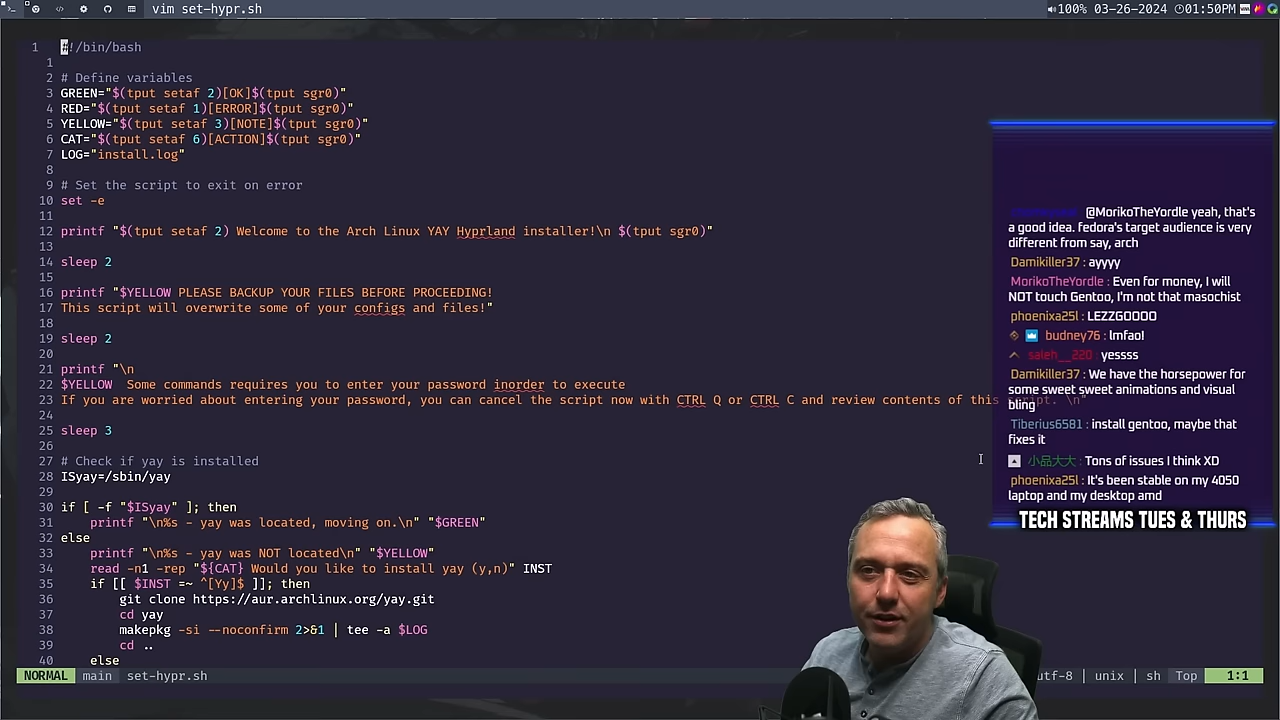 vim set-hypr.sh
100% 03-26-2024 01:50PM
1 #!/bin/bash
1
2 # Define variables
3 GREEN="$(tput setaf 2)[OK]$(tput sgr0)"
4 RED="$(tput setaf 1)[ERROR]$(tput sgr0)"
5 YELLOW="$(tput setaf 3)[NOTE]$(tput sgr0)"
6 CAT="$(tput setaf 6)[ACTION]$(tput sgr0)"
7 LOG="install.log"
8
9 # Set the script to exit on error
10 set -e
11
12 printf "$(tput setaf 2) Welcome to the Arch Linux YAY Hyprland installer!\n $(tput sgr0)"
13
14 sleep 2
15
16 printf "$YELLOW PLEASE BACKUP YOUR FILES BEFORE PROCEEDING!
17 This script will overwrite some of your configs and files!"
18
19 sleep 2
20
21 printf "\n
22 $YELLOW  Some commands requires you to enter your password inorder to execute
23 If you are worried about entering your password, you can cancel the script now with CTRL Q or CTRL C and review contents of this script. \n"
24
25 sleep 3
26
27 # Check if yay is installed
28 ISyay=/sbin/yay
29
30 if [ -f "$ISyay" ]; then
31     printf "\n%s - yay was located, moving on.\n" "$GREEN"
32 else
33     printf "\n%s - yay was NOT located\n" "$YELLOW"
34     read -n1 -rep "${CAT} Would you like to install yay (y,n)" INST
35     if [[ $INST =~ ^[Yy]$ ]]; then
36         git clone https://aur.archlinux.org/yay.git
37         cd yay
38         makepkg -si --noconfirm 2>&1 | tee -a $LOG
39         cd ..
40     else
NORMAL main set-hypr.sh
utf-8 | unix | sh Top 1:1
@MorikoTheYordle yeah, that's
a good idea. fedora's target audience is very
different from say, arch
Damikiller37 : ayyyy
MorikoTheYordle : Even for money, I will
NOT touch Gentoo, I'm not that masochist
phoenixa25l : LEZZGOOOO
budney76 : lmfao!
saleh__220 : yessss
Damikiller37 : We have the horsepower for
some sweet sweet animations and visual
bling
Tiberius6581 : install gentoo, maybe that
fixes it
小品大大 : Tons of issues I think XD
phoenixa25l : It's been stable on my 4050
laptop and my desktop amd
TECH STREAMS TUES & THURS